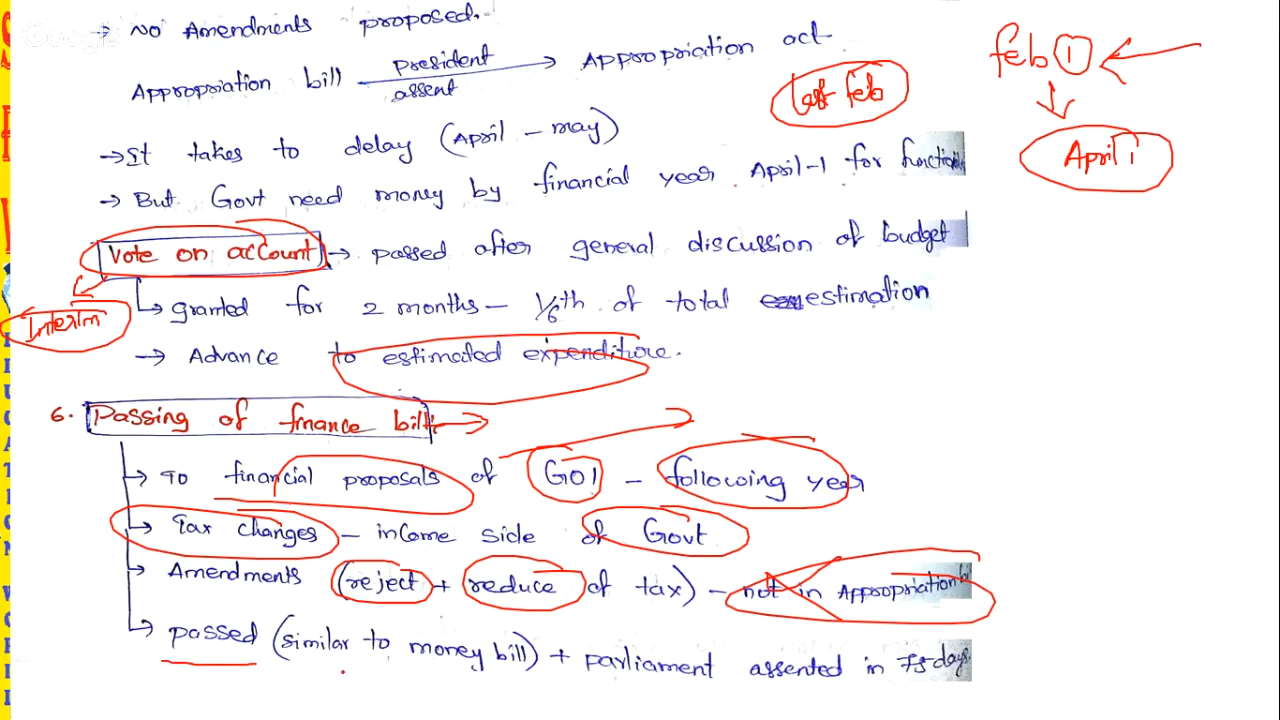 → No Amendments proposed.
Appropriation bill president assent → Appropriation act
last feb
feb 1
April 1
→ It takes to delay (April - may)
→ But Govt need money by financial year April-1 for function
Vote on account → passed after general discussion of budget
Interim
↳ granted for 2 months - 1/6th of total estimation
→ Advance to estimated expenditure.
6. Passing of finance bill:
→ To financial proposals of GOI - following year
→ Tax changes - income side of Govt
→ Amendments (reject + reduce of tax) - not in Appropriation
↳ passed (similar to money bill) + parliament assented in 75 days